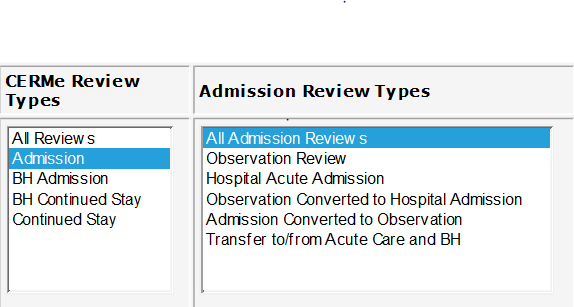 CERMe Review
Types
Admission Review Types
All Reviews
Admission
BH Admission
BH Continued Stay
Continued Stay
All Admission Reviews
Observation Review
Hospital Acute Admission
Observation Converted to Hospital Admission
Admission Converted to Observation
Transfer to/from Acute Care and BH